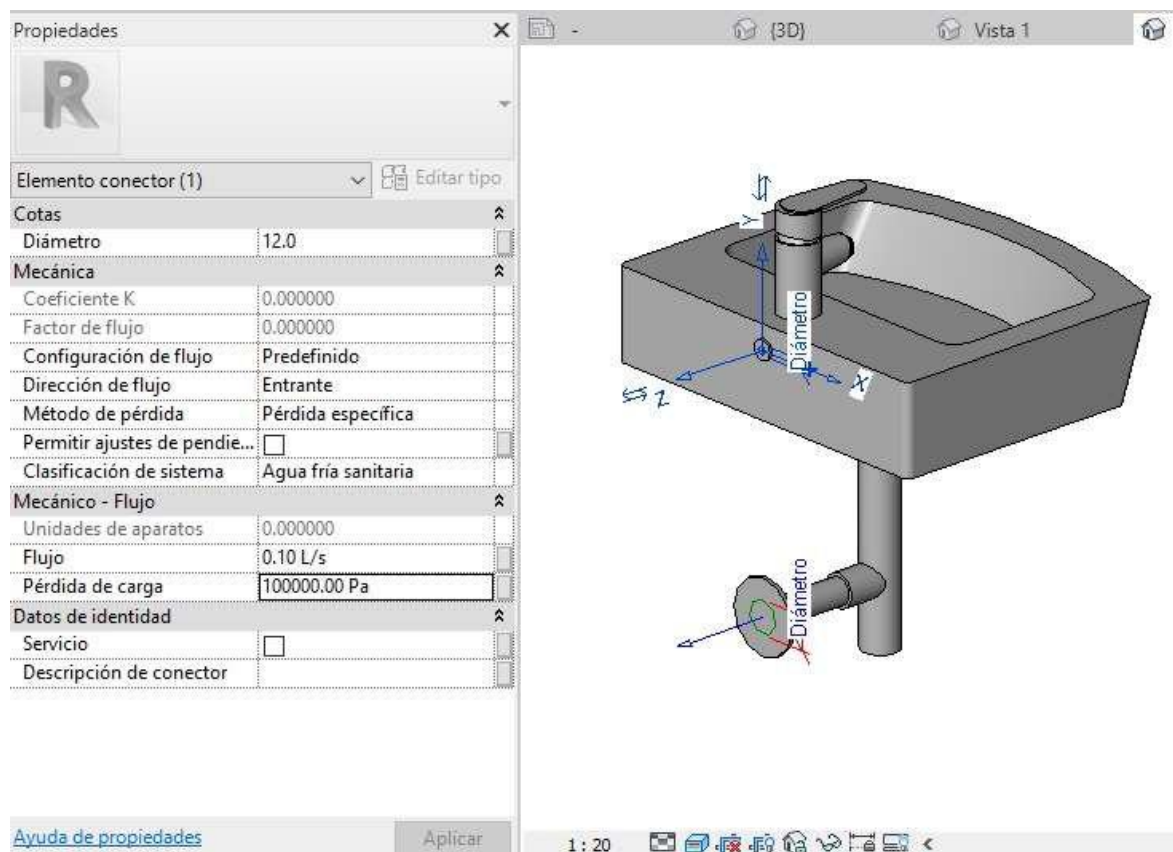 Propiedades
- {3D} Vista 1
R
Elemento conector (1) Editar tipo
Cotas
Diámetro 12.0
Mecánica
Coeficiente K 0.000000
Factor de flujo 0.000000
Configuración de flujo Predefinido
Dirección de flujo Entrante
Método de pérdida Pérdida específica
Permitir ajustes de pendie...
Clasificación de sistema Agua fría sanitaria
Mecánico - Flujo
Unidades de aparatos 0.000000
Flujo 0.10 L/s
Pérdida de carga 100000.00 Pa
Datos de identidad
Servicio
Descripción de conector
Ayuda de propiedades Aplicar
Y
Diámetro
X
Z
Diámetro
1 : 20